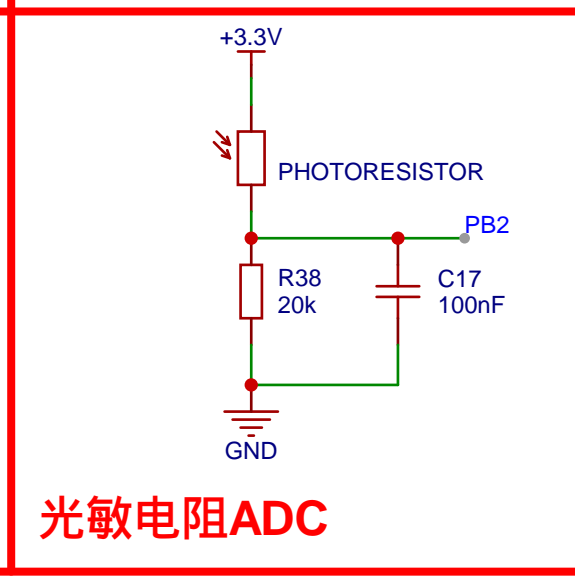 +3.3V
PHOTORESISTOR
PB2
R38
20k
C17
100nF
GND
光敏电阻ADC